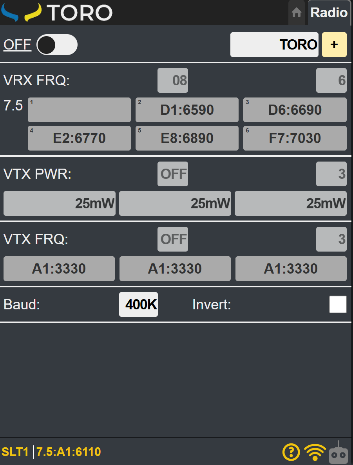 TORO Radio
OFF TORO +
VRX FRQ: 08 6
7.5 1 2 D1:6590 3 D6:6690
4 E2:6770 5 E8:6890 6 F7:7030
VTX PWR: OFF 3
25mW 25mW 25mW
VTX FRQ: OFF 3
A1:3330 A1:3330 A1:3330
Baud: 400K Invert:
SLT1 | 7.5:A1:6110 ?